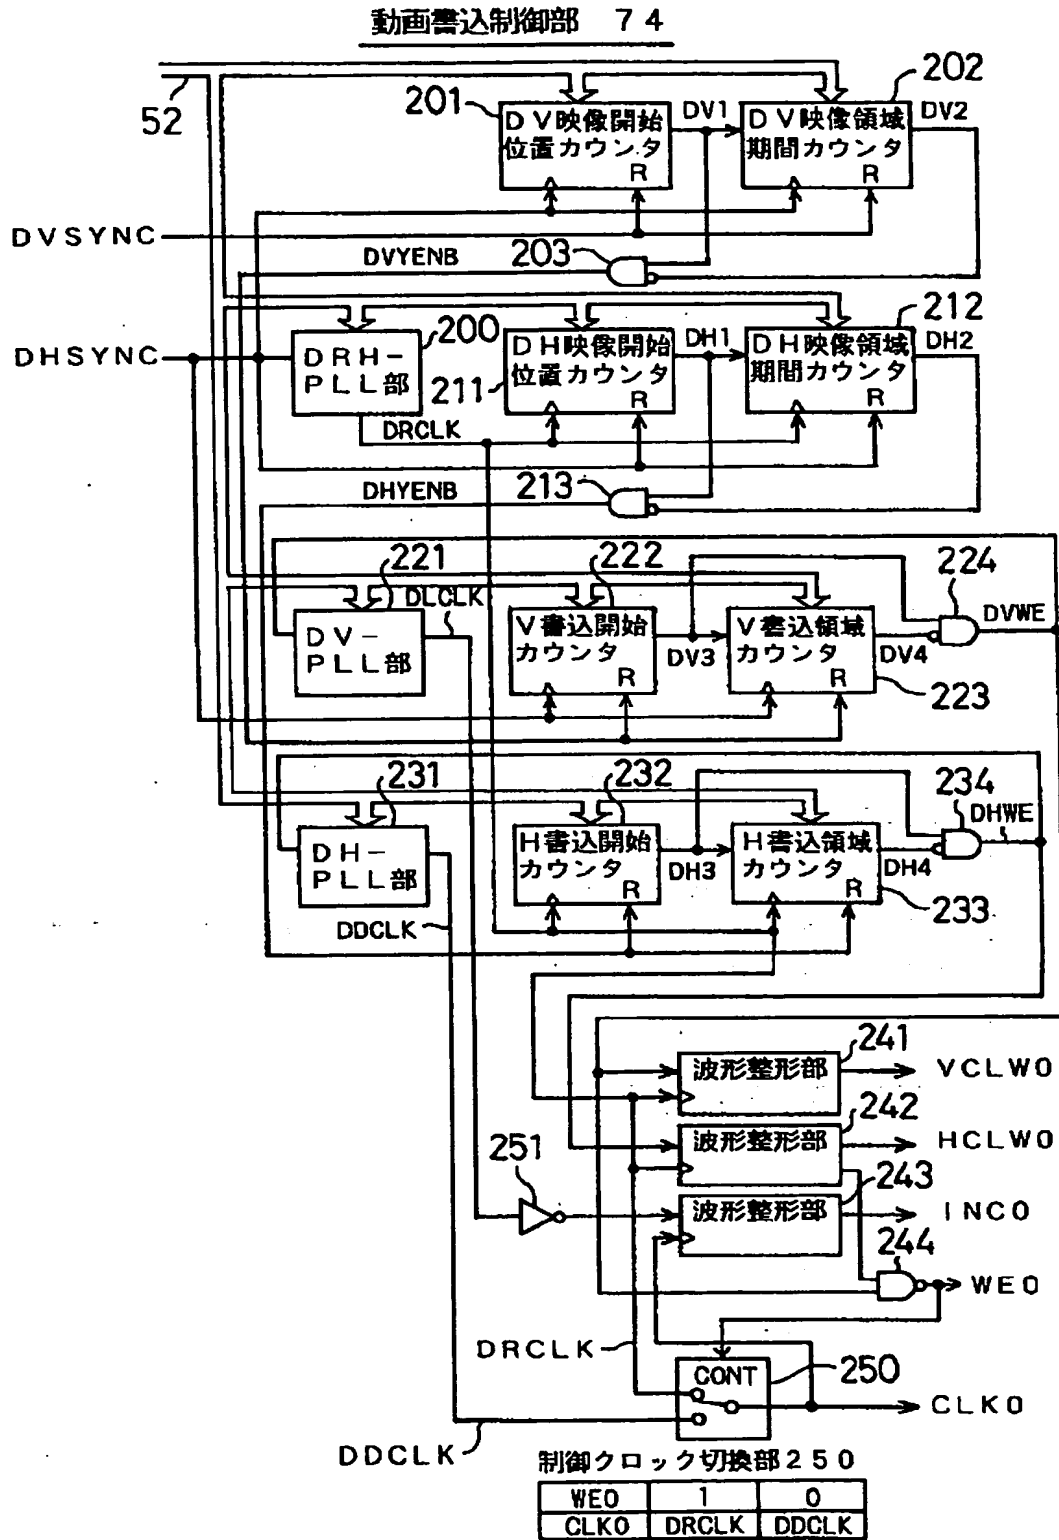 動画書込制御部 74
52
201
DV映像開始
位置カウンタ
R
DV1
202
DV映像領域
期間カウンタ
R
DV2
DVSYNC
DVYENB
203
DHSYNC
200
DRH-
PLL部
DRCLK
211
DH映像開始
位置カウンタ
R
DH1
212
DH映像領域
期間カウンタ
R
DH2
DHYENB
213
221
DV-
PLL部
DLCLK
222
V書込開始
カウンタ
R
DV3
V書込領域
カウンタ
R
223
DV4
224
DVWE
231
DH-
PLL部
DDCLK
232
H書込開始
カウンタ
R
DH3
H書込領域
カウンタ
R
233
DH4
234
DHWE
241
波形整形部
VCLW0
242
波形整形部
HCLW0
251
243
波形整形部
INC0
244
WE0
DRCLK
CONT
250
CLK0
DDCLK
制御クロック切換部250
WE0 1 0
CLK0 DRCLK DDCLK